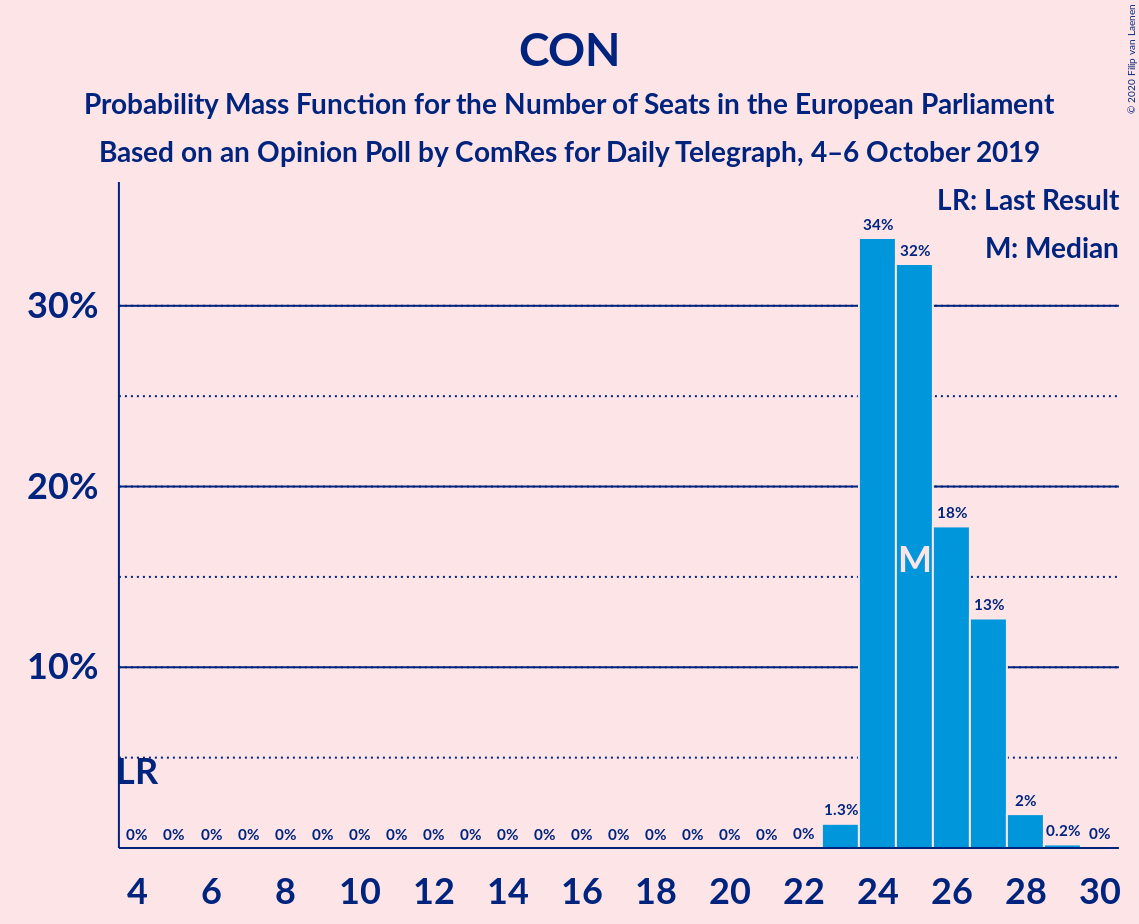 CON
Probability Mass Function for the Number of Seats in the European Parliament
Based on an Opinion Poll by ComRes for Daily Telegraph, 4–6 October 2019
© 2020 Filip van Laenen
LR: Last Result
M: Median
34%
32%
30%
20%
18%
M
13%
10%
LR
0% 0% 0% 0% 0% 0% 0% 0% 0% 0% 0% 0% 0% 0% 0% 0% 0% 0% 0% 1.3% 2% 0.2% 0%
4 6 8 10 12 14 16 18 20 22 24 26 28 30